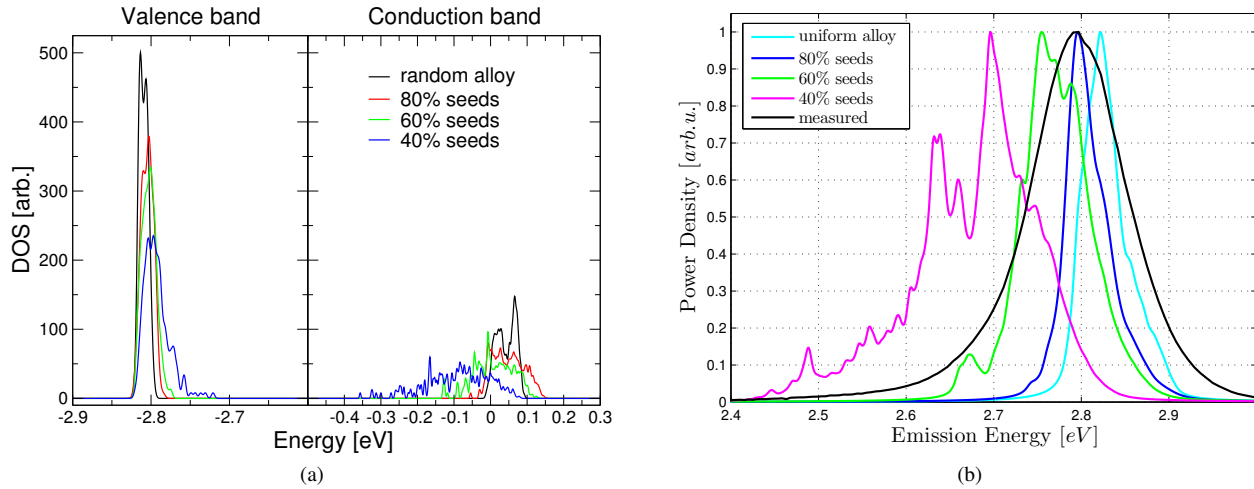 Valence band
Conduction band
500
400
300
200
100
0
DOS [arb.]
random alloy
80% seeds
60% seeds
40% seeds
-2.9
-2.8
-2.7
-0.4
-0.3
-0.2
-0.1
0
0.1
0.2
0.3
Energy [eV]
(a)
1
0.9
0.8
0.7
0.6
0.5
0.4
0.3
0.2
0.1
0
Power Density [arb.u.]
uniform alloy
80% seeds
60% seeds
40% seeds
measured
2.4
2.5
2.6
2.7
2.8
2.9
Emission Energy [eV]
(b)